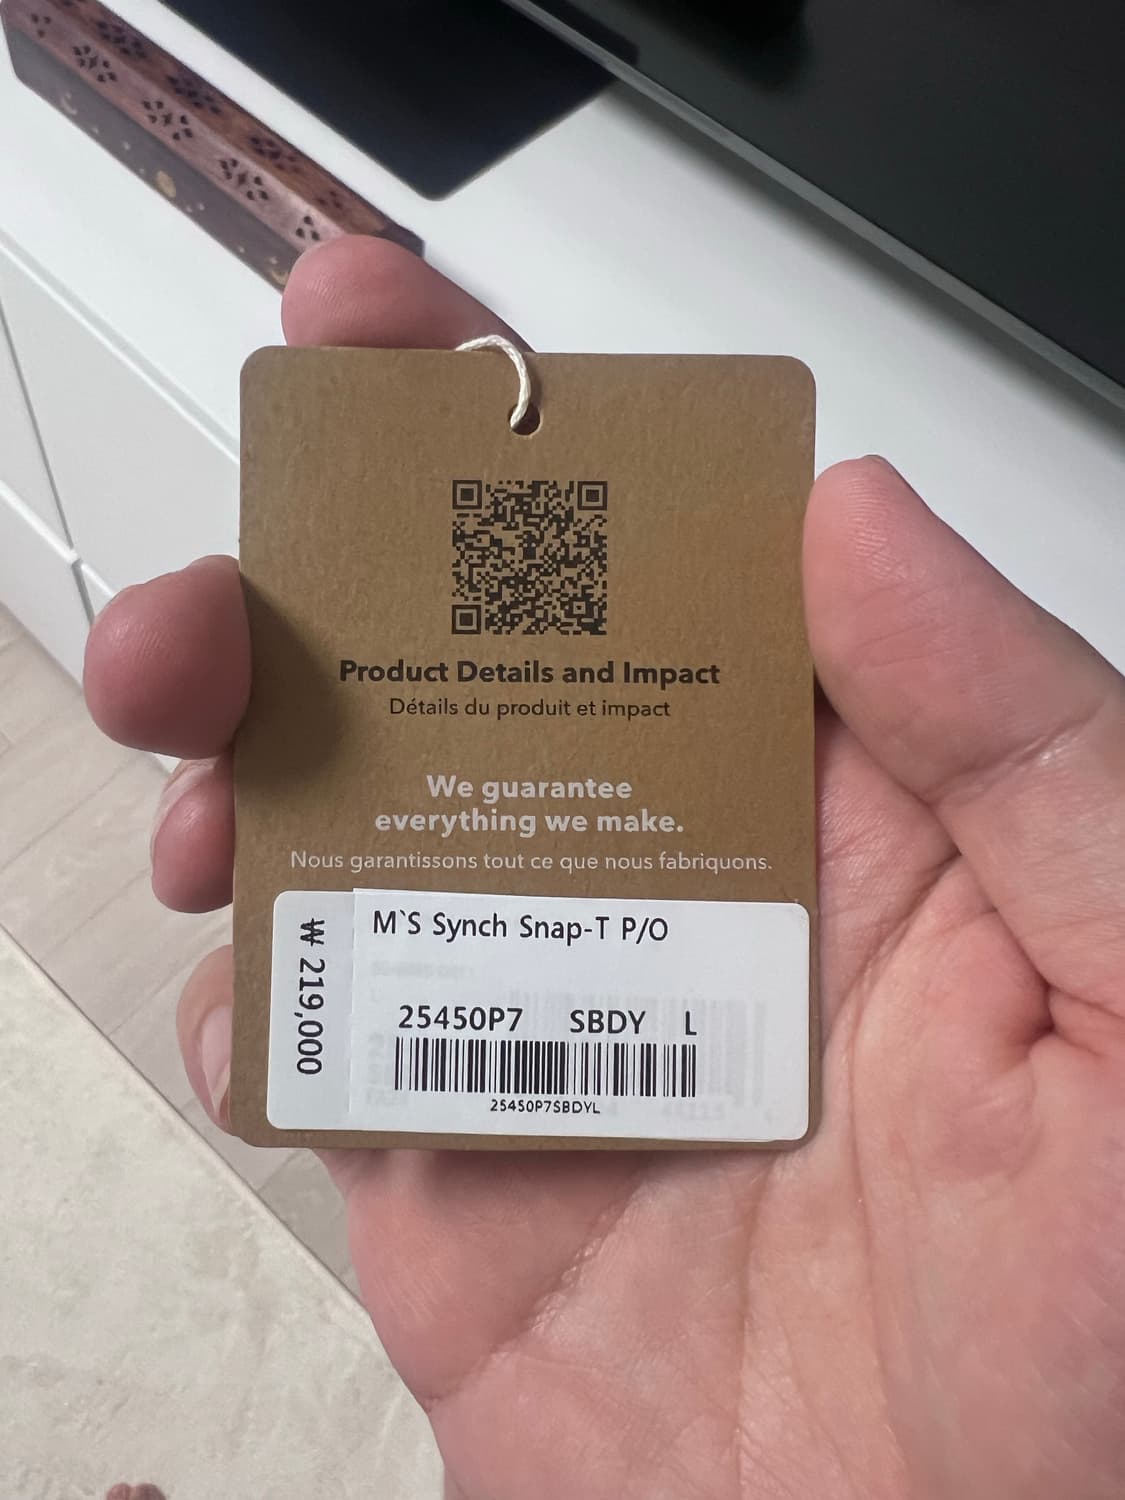 Product Details and Impact
Détails du produit et impact
We guarantee
everything we make.
Nous garantissons tout ce que nous fabriquons.
₩ 219,000
M`S Synch Snap-T P/O
25450P7 SBDY L
25450P7SBDYL